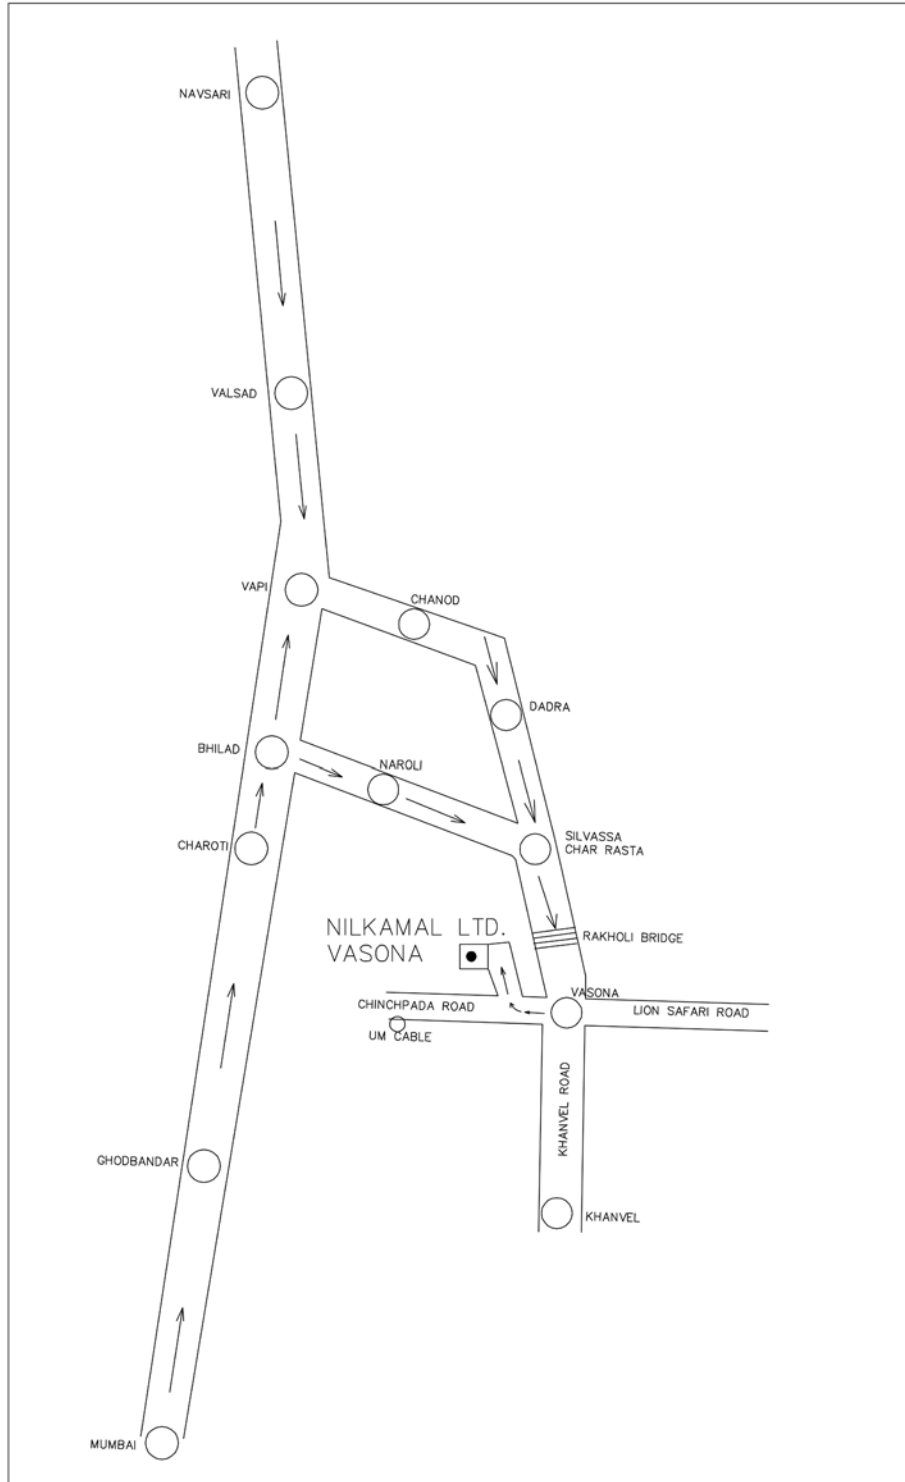 NAVSARI
VALSAD
VAPI
CHANOD
DADRA
BHILAD
NAROLI
CHAROTI
SILVASSA
CHAR RASTA
NILKAMAL LTD.
VASONA
RAKHOLI BRIDGE
VASONA
CHINCHPADA ROAD
LION SAFARI ROAD
UM CABLE
KHANVEL ROAD
GHODBANDAR
KHANVEL
MUMBAI